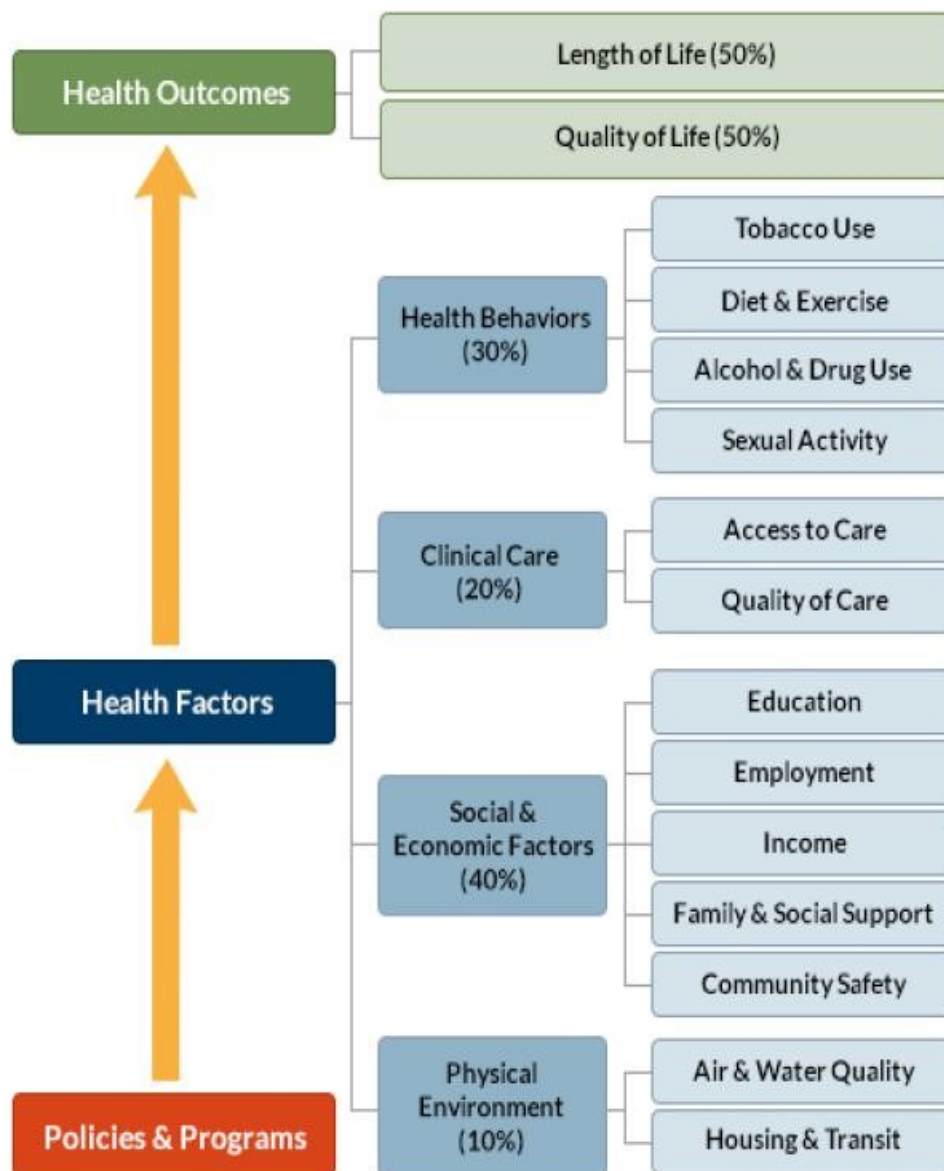 Health Outcomes
Length of Life (50%)
Quality of Life (50%)
Health Factors
Health Behaviors
(30%)
Tobacco Use
Diet & Exercise
Alcohol & Drug Use
Sexual Activity
Clinical Care
(20%)
Access to Care
Quality of Care
Social &
Economic Factors
(40%)
Education
Employment
Income
Family & Social Support
Community Safety
Physical
Environment
(10%)
Air & Water Quality
Housing & Transit
Policies & Programs